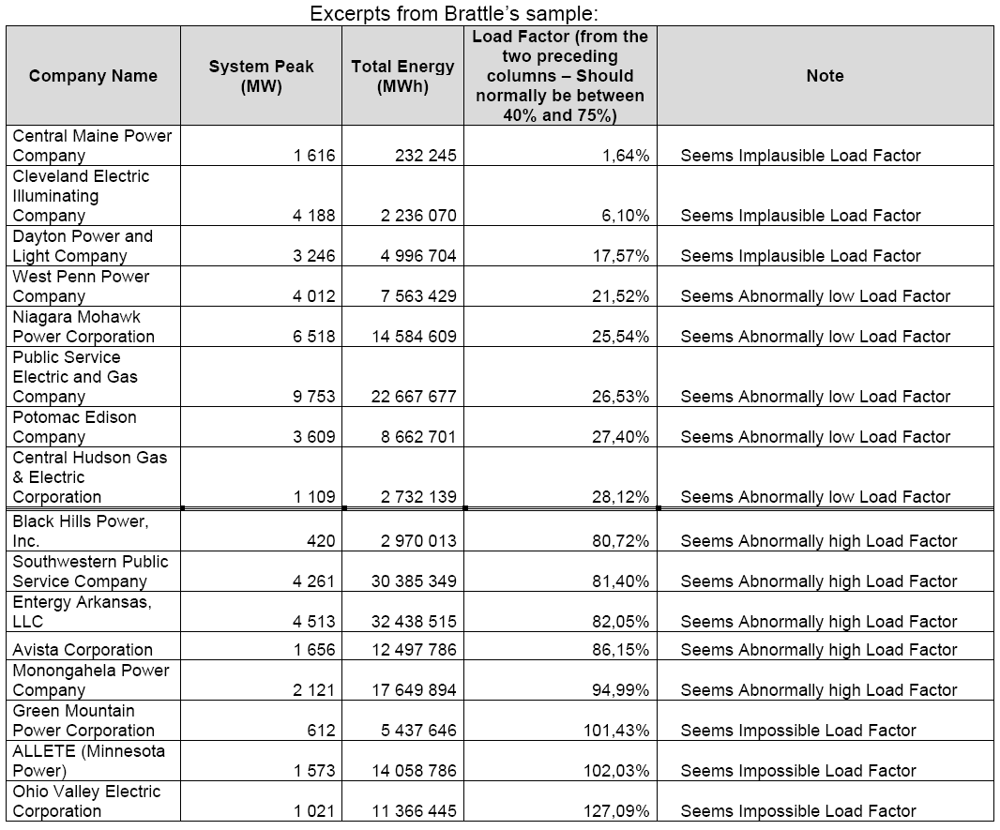 Excerpts from Brattle’s sample:
Company Name
System Peak
(MW)
Total Energy
(MWh)
Load Factor (from the
two preceding
columns – Should
normally be between
40% and 75%)
Note
Central Maine Power
Company 1 616 232 245 1,64% Seems Implausible Load Factor
Cleveland Electric
Illuminating
Company 4 188 2 236 070 6,10% Seems Implausible Load Factor
Dayton Power and
Light Company 3 246 4 996 704 17,57% Seems Implausible Load Factor
West Penn Power
Company 4 012 7 563 429 21,52% Seems Abnormally low Load Factor
Niagara Mohawk
Power Corporation 6 518 14 584 609 25,54% Seems Abnormally low Load Factor
Public Service
Electric and Gas
Company 9 753 22 667 677 26,53% Seems Abnormally low Load Factor
Potomac Edison
Company 3 609 8 662 701 27,40% Seems Abnormally low Load Factor
Central Hudson Gas
& Electric
Corporation 1 109 2 732 139 28,12% Seems Abnormally low Load Factor
Black Hills Power,
Inc. 420 2 970 013 80,72% Seems Abnormally high Load Factor
Southwestern Public
Service Company 4 261 30 385 349 81,40% Seems Abnormally high Load Factor
Entergy Arkansas,
LLC 4 513 32 438 515 82,05% Seems Abnormally high Load Factor
Avista Corporation 1 656 12 497 786 86,15% Seems Abnormally high Load Factor
Monongahela Power
Company 2 121 17 649 894 94,99% Seems Abnormally high Load Factor
Green Mountain
Power Corporation 612 5 437 646 101,43% Seems Impossible Load Factor
ALLETE (Minnesota
Power) 1 573 14 058 786 102,03% Seems Impossible Load Factor
Ohio Valley Electric
Corporation 1 021 11 366 445 127,09% Seems Impossible Load Factor